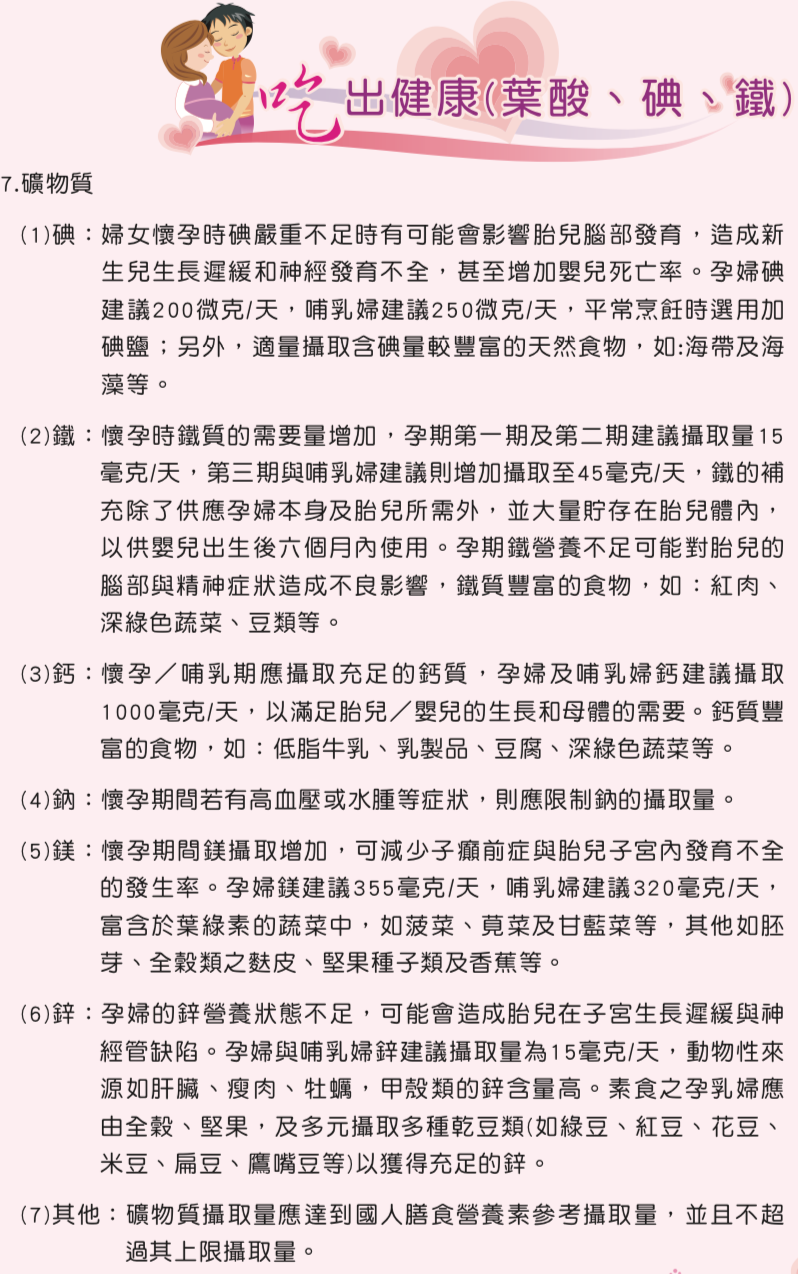 吃出健康(葉酸、碘、鐵)
7.礦物質
(1)碘：婦女懷孕時碘嚴重不足時有可能會影響胎兒腦部發育，造成新
生兒生長遲緩和神經發育不全，甚至增加嬰兒死亡率。孕婦碘
建議200微克/天，哺乳婦建議250微克/天，平常烹飪時選用加
碘鹽；另外，適量攝取含碘量較豐富的天然食物，如:海帶及海
藻等。
(2)鐵：懷孕時鐵質的需要量增加，孕期第一期及第二期建議攝取量15
毫克/天，第三期與哺乳婦建議則增加攝取至45毫克/天，鐵的補
充除了供應孕婦本身及胎兒所需外，並大量貯存在胎兒體內，
以供嬰兒出生後六個月內使用。孕期鐵營養不足可能對胎兒的
腦部與精神症狀造成不良影響，鐵質豐富的食物，如：紅肉、
深綠色蔬菜、豆類等。
(3)鈣：懷孕／哺乳期應攝取充足的鈣質，孕婦及哺乳婦鈣建議攝取
1000毫克/天，以滿足胎兒／嬰兒的生長和母體的需要。鈣質豐
富的食物，如：低脂牛乳、乳製品、豆腐、深綠色蔬菜等。
(4)鈉：懷孕期間若有高血壓或水腫等症狀，則應限制鈉的攝取量。
(5)鎂：懷孕期間鎂攝取增加，可減少子癲前症與胎兒子宮內發育不全
的發生率。孕婦鎂建議355毫克/天，哺乳婦建議320毫克/天，
富含於葉綠素的蔬菜中，如菠菜、莧菜及甘藍菜等，其他如胚
芽、全穀類之麩皮、堅果種子類及香蕉等。
(6)鋅：孕婦的鋅營養狀態不足，可能會造成胎兒在子宮生長遲緩與神
經管缺陷。孕婦與哺乳婦鋅建議攝取量為15毫克/天，動物性來
源如肝臟、瘦肉、牡蠣，甲殼類的鋅含量高。素食之孕乳婦應
由全穀、堅果，及多元攝取多種乾豆類(如綠豆、紅豆、花豆、
米豆、扁豆、鷹嘴豆等)以獲得充足的鋅。
(7)其他：礦物質攝取量應達到國人膳食營養素參考攝取量，並且不超
過其上限攝取量。